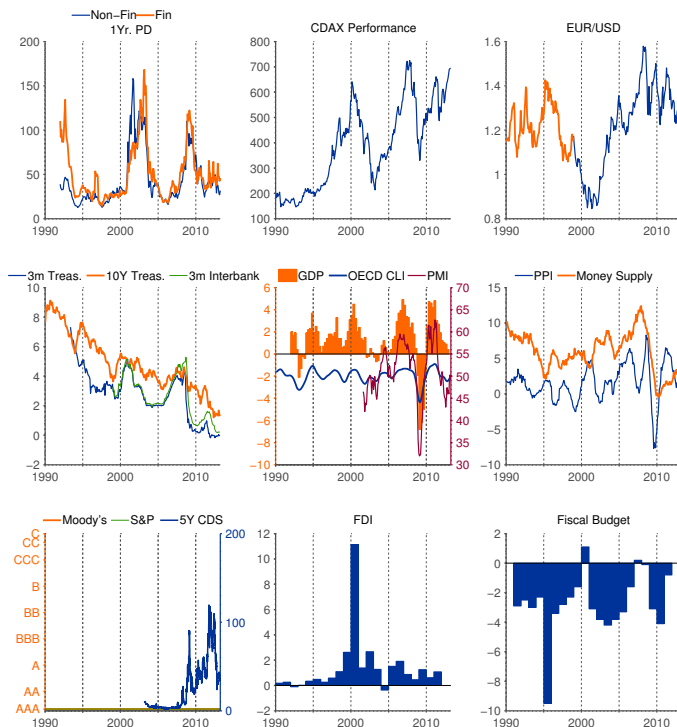 Non-Fin Fin
1Yr. PD
200
150
100
50
0
1990 2000 2010
CDAX Performance
800
700
600
500
400
300
200
100
1990 2000 2010
EUR/USD
1.6
1.4
1.2
1
0.8
1990 2000 2010
3m Treas. 10Y Treas. 3m Interbank
10
8
6
4
2
0
−2
1990 2000 2010
GDP OECD CLI PMI
6
4
2
0
−2
−4
−6
−8
−10
70
65
60
55
50
45
40
35
30
1990 2000 2010
PPI Money Supply
15
10
5
0
−5
−10
1990 2000 2010
Moody's S&P 5Y CDS
C
CC
CCC
B
BB
BBB
A
AA
AAA
200
100
0
1990 2000 2010
FDI
12
10
8
6
4
2
0
−2
1990 2000 2010
Fiscal Budget
2
0
−2
−4
−6
−8
−10
1990 2000 2010